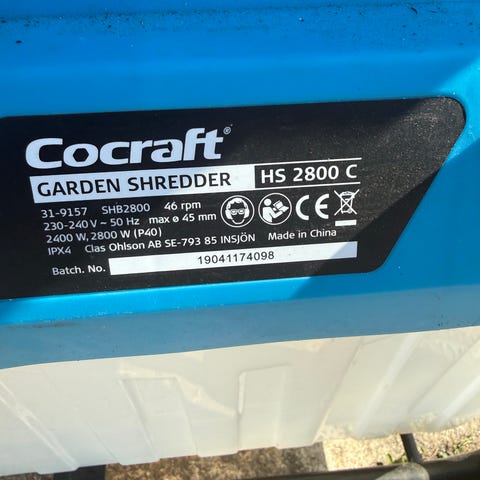 Cocraft®
GARDEN SHREDDER HS 2800 C
31-9157 SHB2800 46 rpm
230-240 V ~ 50 Hz max ø 45 mm
2400 W, 2800 W (P40)
IPX4 Clas Ohlson AB SE-793 85 INSJÖN Made in China
Batch. No. 19041174098